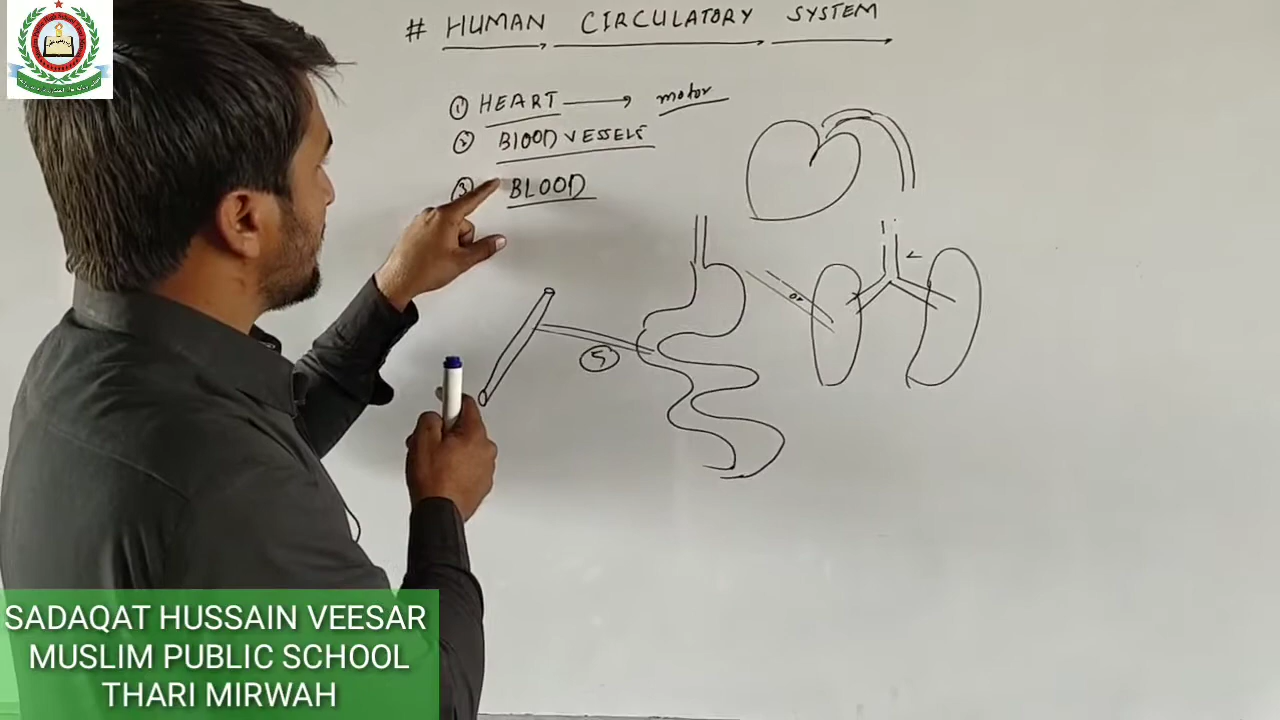 # HUMAN CIRCULATORY SYSTEM
① HEART → motor
② BlOOD VESSELS
③ BLOOD
5
SADAQAT HUSSAIN VEESAR
MUSLIM PUBLIC SCHOOL
THARI MIRWAH